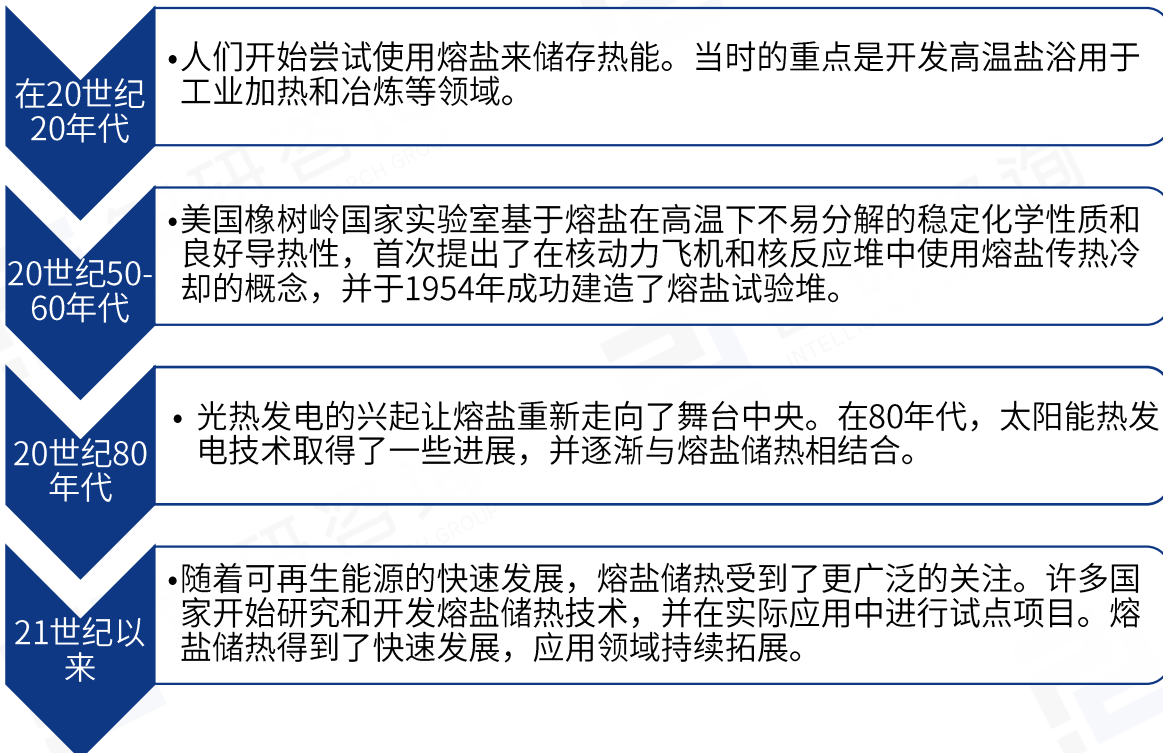 在20世纪
20年代
•人们开始尝试使用熔盐来储存热能。当时的重点是开发高温盐浴用于
工业加热和冶炼等领域。
20世纪50-
60年代
•美国橡树岭国家实验室基于熔盐在高温下不易分解的稳定化学性质和
良好导热性，首次提出了在核动力飞机和核反应堆中使用熔盐传热冷
却的概念，并于1954年成功建造了熔盐试验堆。
20世纪80
年代
• 光热发电的兴起让熔盐重新走向了舞台中央。在80年代，太阳能热发
电技术取得了一些进展，并逐渐与熔盐储热相结合。
21世纪以
来
•随着可再生能源的快速发展，熔盐储热受到了更广泛的关注。许多国
家开始研究和开发熔盐储热技术，并在实际应用中进行试点项目。熔
盐储热得到了快速发展，应用领域持续拓展。